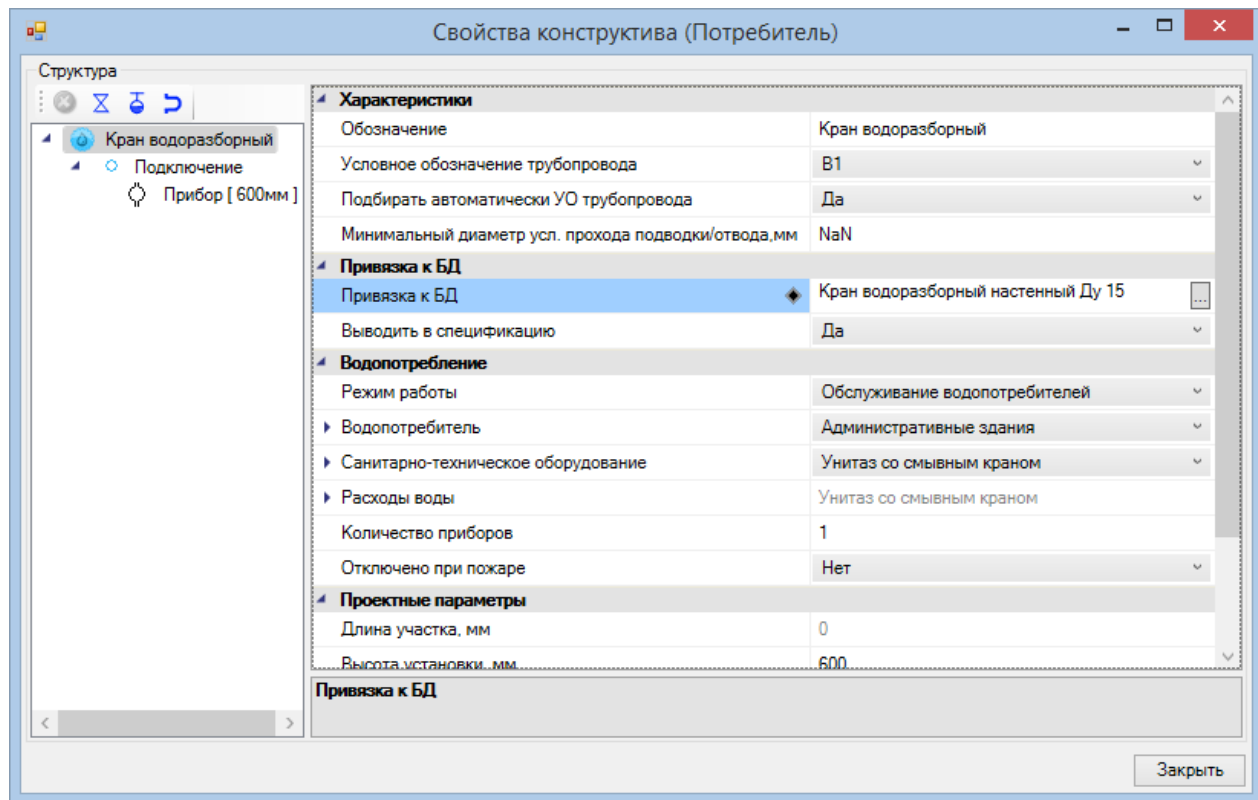 Свойства конструктива (Потребитель)
Структура
Кран водоразборный
Подключение
Прибор [ 600мм ]
Характеристики
Обозначение Кран водоразборный
Условное обозначение трубопровода В1
Подбирать автоматически УО трубопровода Да
Минимальный диаметр усл. прохода подводки/отвода,мм NaN
Привязка к БД
Привязка к БД Кран водоразборный настенный Ду 15 ...
Выводить в спецификацию Да
Водопотребление
Режим работы Обслуживание водопотребителей
Водопотребитель Административные здания
Санитарно-техническое оборудование Унитаз со смывным краном
Расходы воды Унитаз со смывным краном
Количество приборов 1
Отключено при пожаре Нет
Проектные параметры
Длина участка, мм 0
Высота установки, мм 600
Привязка к БД
Закрыть